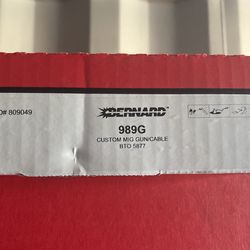 O# 809049
BERNARD
989G
CUSTOM MIG GUN/CABLE
BTO 5877